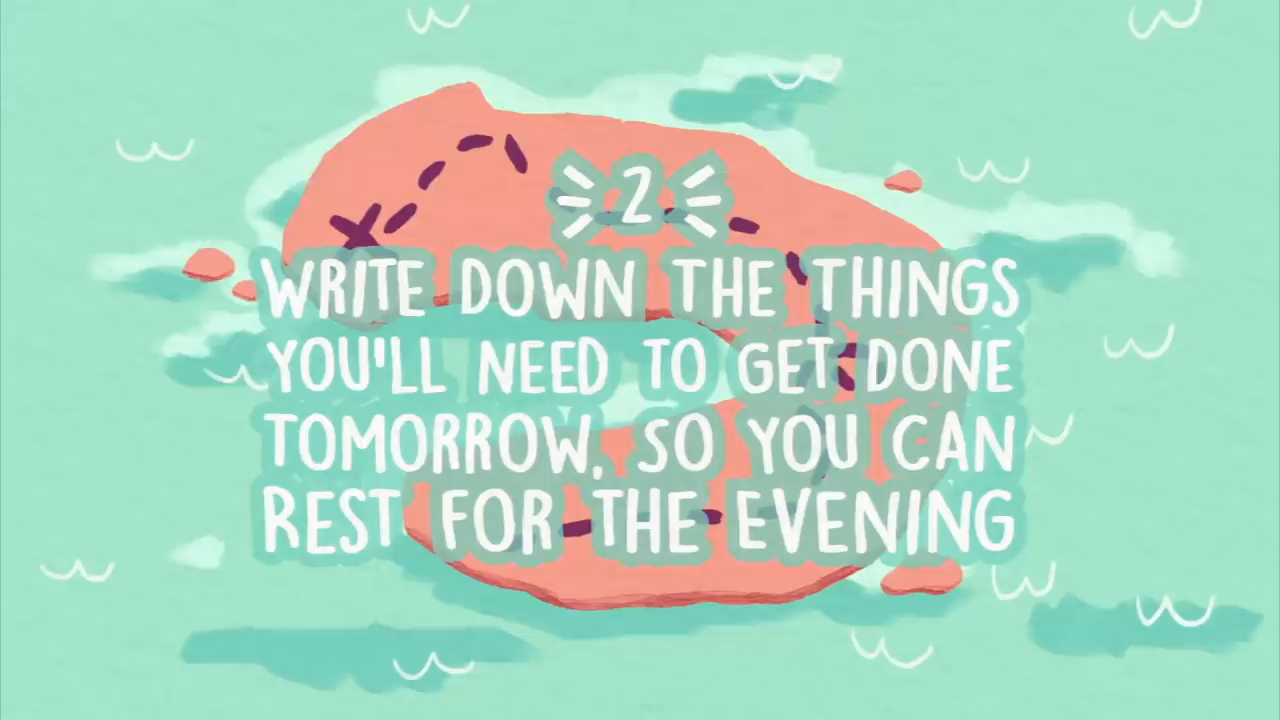 2
WRITE DOWN THE THINGS
YOU'LL NEED TO GET DONE
TOMORROW, SO YOU CAN
REST FOR THE EVENING